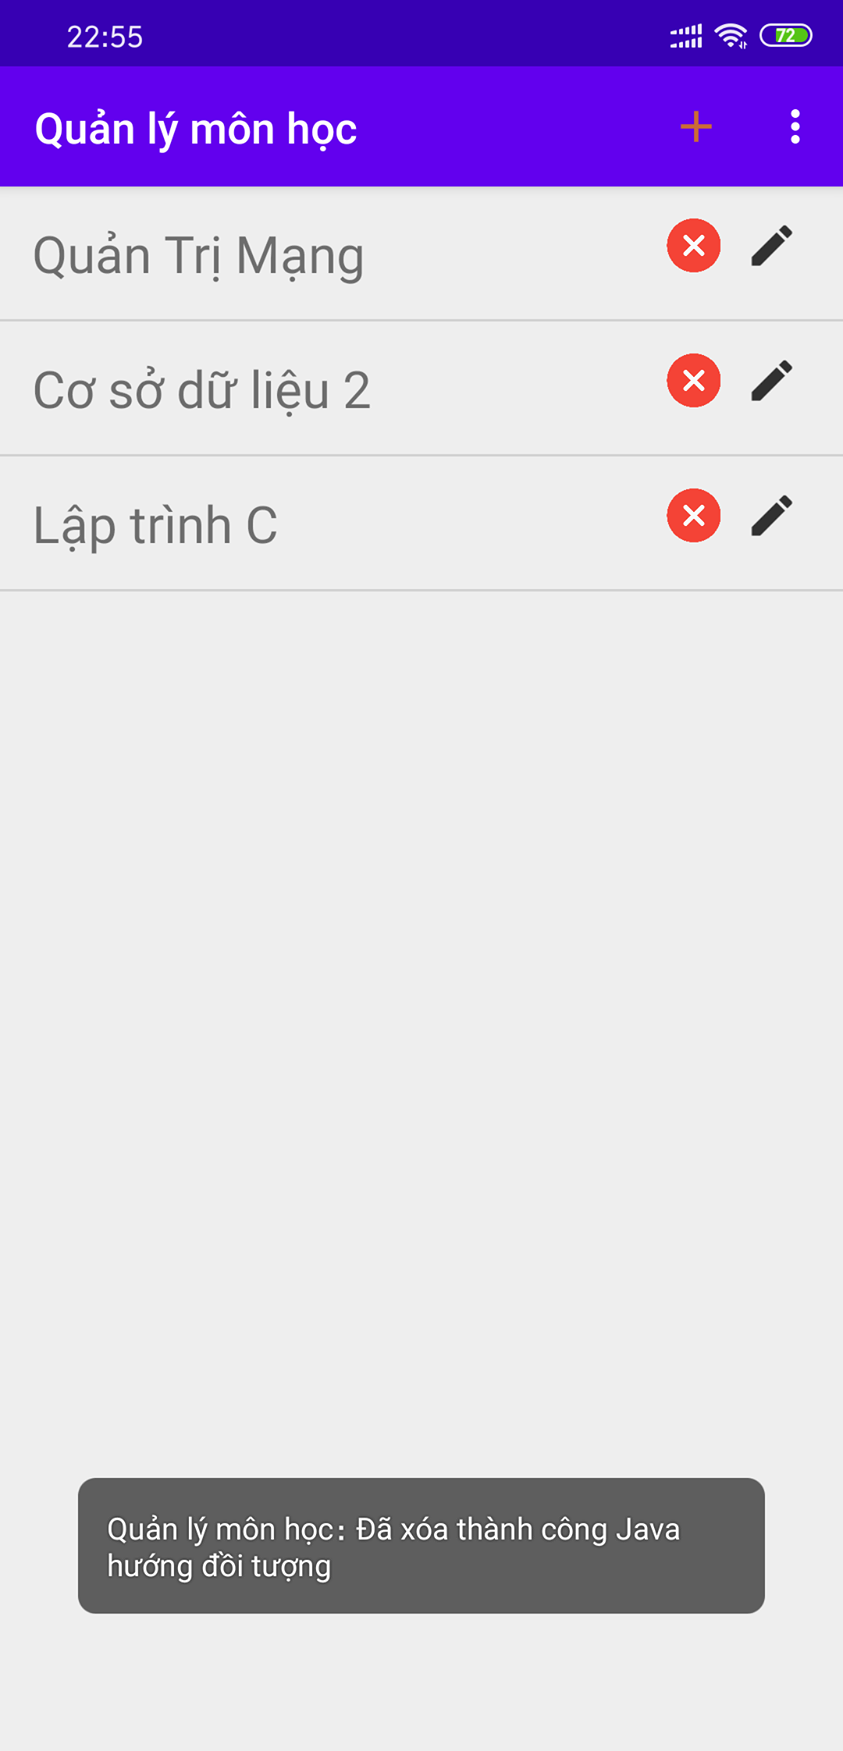 22:55
72
Quản lý môn học
Quản Trị Mạng
Cơ sở dữ liệu 2
Lập trình C
Quản lý môn học: Đã xóa thành công Java
hướng đồi tượng